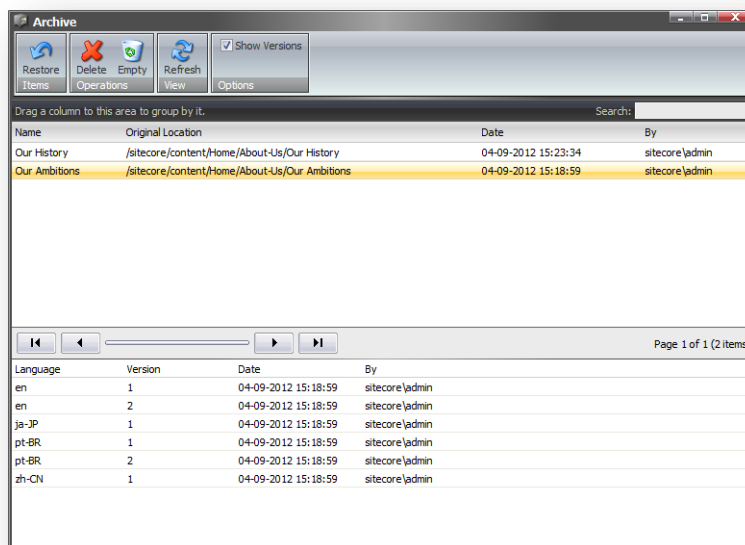 Archive
Restore Delete Empty Refresh Show Versions
Items Operations View Options
Drag a column to this area to group by it. Search:
Name Original Location Date By
Our History /sitecore/content/Home/About-Us/Our History 04-09-2012 15:23:34 sitecore\admin
Our Ambitions /sitecore/content/Home/About-Us/Our Ambitions 04-09-2012 15:18:59 sitecore\admin
Page 1 of 1 (2 items
Language Version Date By
en 1 04-09-2012 15:18:59 sitecore\admin
en 2 04-09-2012 15:18:59 sitecore\admin
ja-JP 1 04-09-2012 15:18:59 sitecore\admin
pt-BR 1 04-09-2012 15:18:59 sitecore\admin
pt-BR 2 04-09-2012 15:18:59 sitecore\admin
zh-CN 1 04-09-2012 15:18:59 sitecore\admin